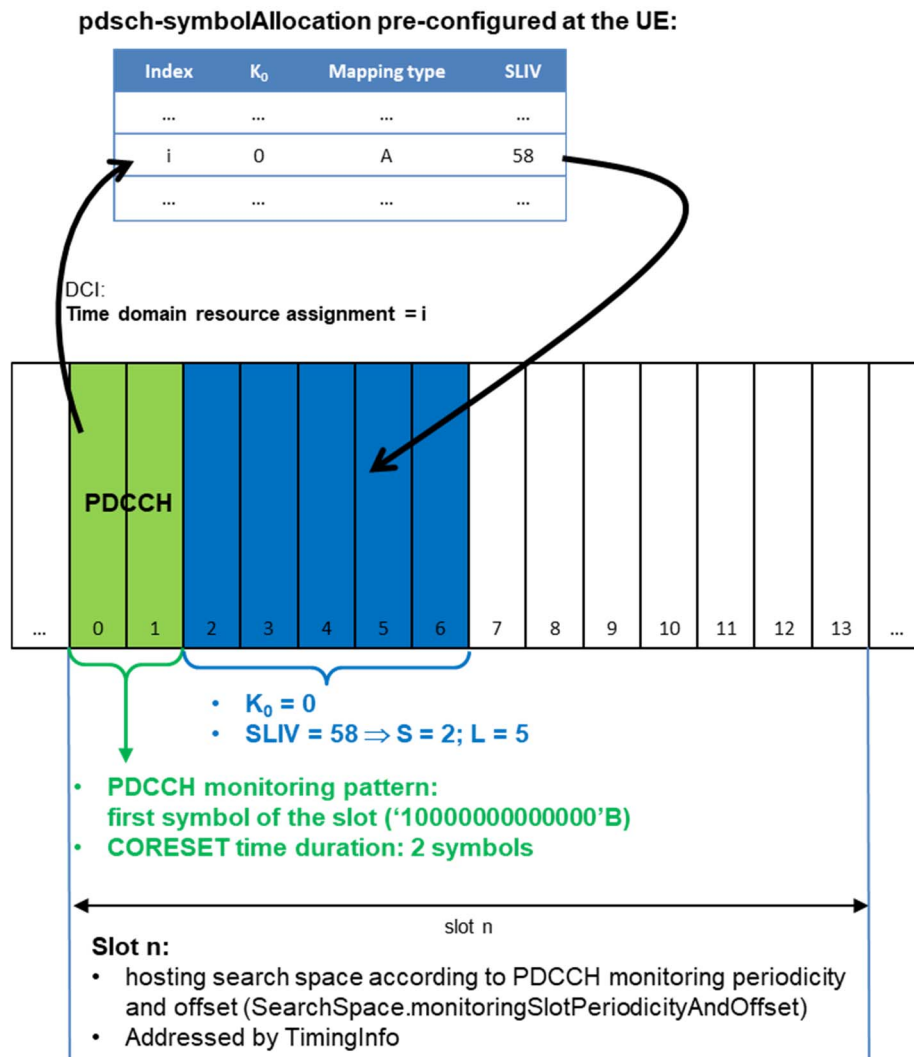 pdsch-symbolAllocation pre-configured at the UE:
Index K₀ Mapping type SLIV
... ... ... ...
i 0 A 58
... ... ... ...
DCI:
Time domain resource assignment = i
PDCCH
... 0 1 2 3 4 5 6 7 8 9 10 11 12 13 ...
• K₀ = 0
• SLIV = 58 ⇒ S = 2; L = 5
• PDCCH monitoring pattern:
first symbol of the slot (‘10000000000000’B)
• CORESET time duration: 2 symbols
slot n
Slot n:
• hosting search space according to PDCCH monitoring periodicity
and offset (SearchSpace.monitoringSlotPeriodicityAndOffset)
• Addressed by TimingInfo